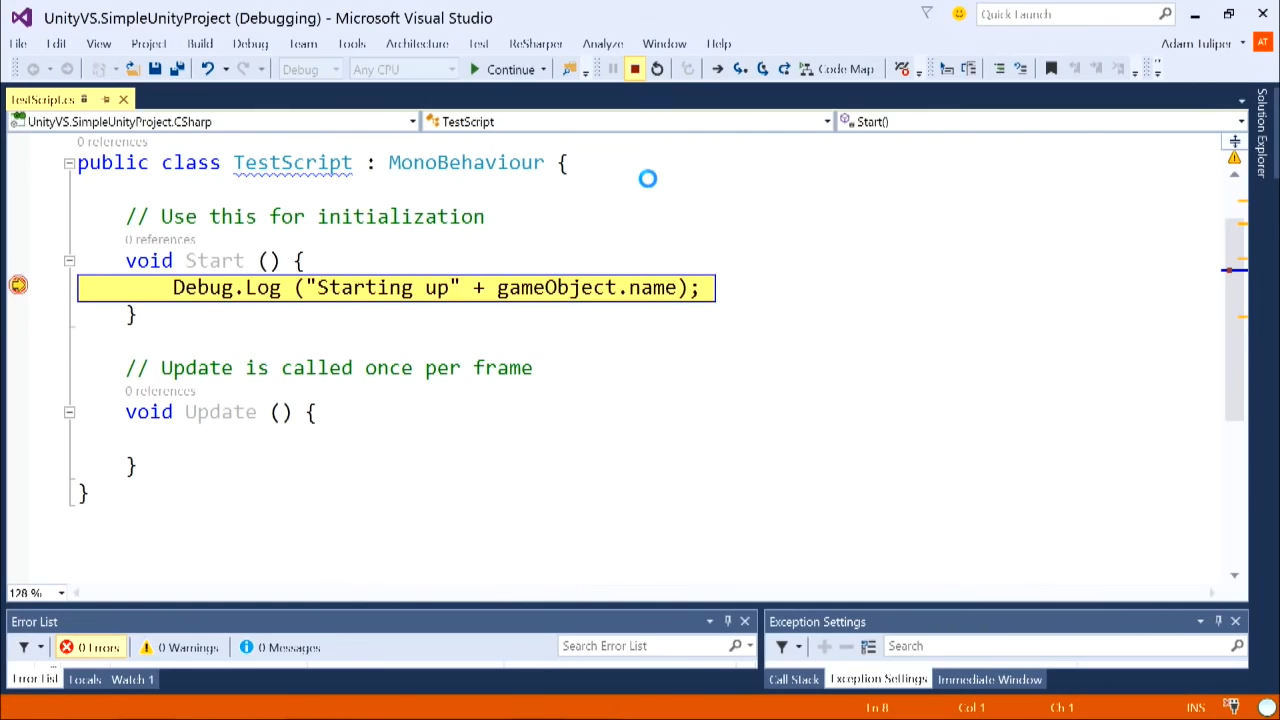 UnityVS.SimpleUnityProject (Debugging) - Microsoft Visual Studio
Quick Launch
File Edit View Project Build Debug Team Tools Architecture Test ReSharper Analyze Window Help
Adam Tuliper AT
Debug Any CPU Continue Code Map
TestScript.cs
Solution Explorer
UnityVS.SimpleUnityProject.CSharp TestScript Start()
0 references
public class TestScript : MonoBehaviour {
// Use this for initialization
0 references
void Start () {
Debug.Log ("Starting up" + gameObject.name);
}
// Update is called once per frame
0 references
void Update () {
}
}
128 %
Error List
Exception Settings
0 Errors 0 Warnings 0 Messages Search Error List
Search
Error List Locals Watch 1
Call Stack Exception Settings Immediate Window
Ln 8 Col 1 Ch 1 INS